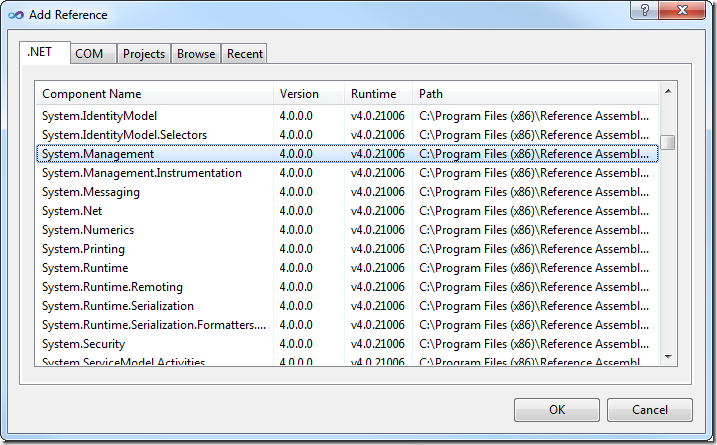 Add Reference
.NET COM Projects Browse Recent
Component Name Version Runtime Path
System.IdentityModel 4.0.0.0 v4.0.21006 C:\Program Files (x86)\Reference Assembl...
System.IdentityModel.Selectors 4.0.0.0 v4.0.21006 C:\Program Files (x86)\Reference Assembl...
System.Management 4.0.0.0 v4.0.21006 C:\Program Files (x86)\Reference Assembl...
System.Management.Instrumentation 4.0.0.0 v4.0.21006 C:\Program Files (x86)\Reference Assembl...
System.Messaging 4.0.0.0 v4.0.21006 C:\Program Files (x86)\Reference Assembl...
System.Net 4.0.0.0 v4.0.21006 C:\Program Files (x86)\Reference Assembl...
System.Numerics 4.0.0.0 v4.0.21006 C:\Program Files (x86)\Reference Assembl...
System.Printing 4.0.0.0 v4.0.21006 C:\Program Files (x86)\Reference Assembl...
System.Runtime 4.0.0.0 v4.0.21006 C:\Program Files (x86)\Reference Assembl...
System.Runtime.Remoting 4.0.0.0 v4.0.21006 C:\Program Files (x86)\Reference Assembl...
System.Runtime.Serialization 4.0.0.0 v4.0.21006 C:\Program Files (x86)\Reference Assembl...
System.Runtime.Serialization.Formatters.... 4.0.0.0 v4.0.21006 C:\Program Files (x86)\Reference Assembl...
System.Security 4.0.0.0 v4.0.21006 C:\Program Files (x86)\Reference Assembl...
System.ServiceModel.Activities 4.0.0.0 v4.0.21006 C:\Program Files (x86)\Reference Assembl...
OK Cancel